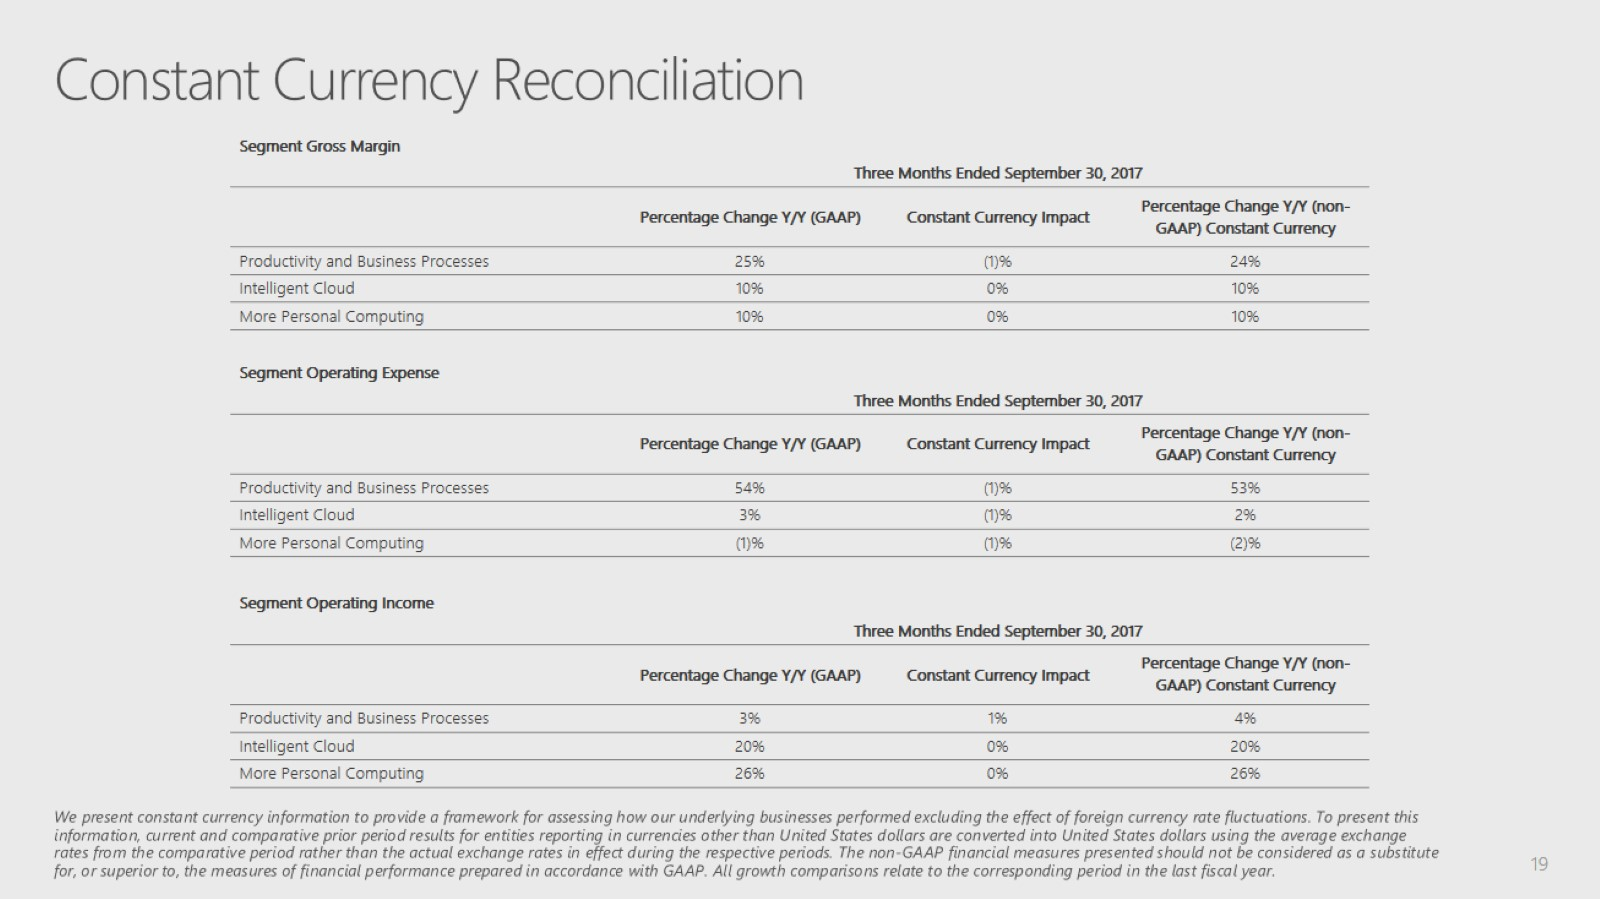 Constant Currency Reconciliation
Segment Gross Margin
Three Months Ended September 30, 2017
Percentage Change Y/Y (GAAP) Constant Currency Impact Percentage Change Y/Y (non-
GAAP) Constant Currency
Productivity and Business Processes 25% (1)% 24%
Intelligent Cloud 10% 0% 10%
More Personal Computing 10% 0% 10%
Segment Operating Expense
Three Months Ended September 30, 2017
Percentage Change Y/Y (GAAP) Constant Currency Impact Percentage Change Y/Y (non-
GAAP) Constant Currency
Productivity and Business Processes 54% (1)% 53%
Intelligent Cloud 3% (1)% 2%
More Personal Computing (1)% (1)% (2)%
Segment Operating Income
Three Months Ended September 30, 2017
Percentage Change Y/Y (GAAP) Constant Currency Impact Percentage Change Y/Y (non-
GAAP) Constant Currency
Productivity and Business Processes 3% 1% 4%
Intelligent Cloud 20% 0% 20%
More Personal Computing 26% 0% 26%
We present constant currency information to provide a framework for assessing how our underlying businesses performed excluding the effect of foreign currency rate fluctuations. To present this
information, current and comparative prior period results for entities reporting in currencies other than United States dollars are converted into United States dollars using the average exchange
rates from the comparative period rather than the actual exchange rates in effect during the respective periods. The non-GAAP financial measures presented should not be considered as a substitute
for, or superior to, the measures of financial performance prepared in accordance with GAAP. All growth comparisons relate to the corresponding period in the last fiscal year.
19